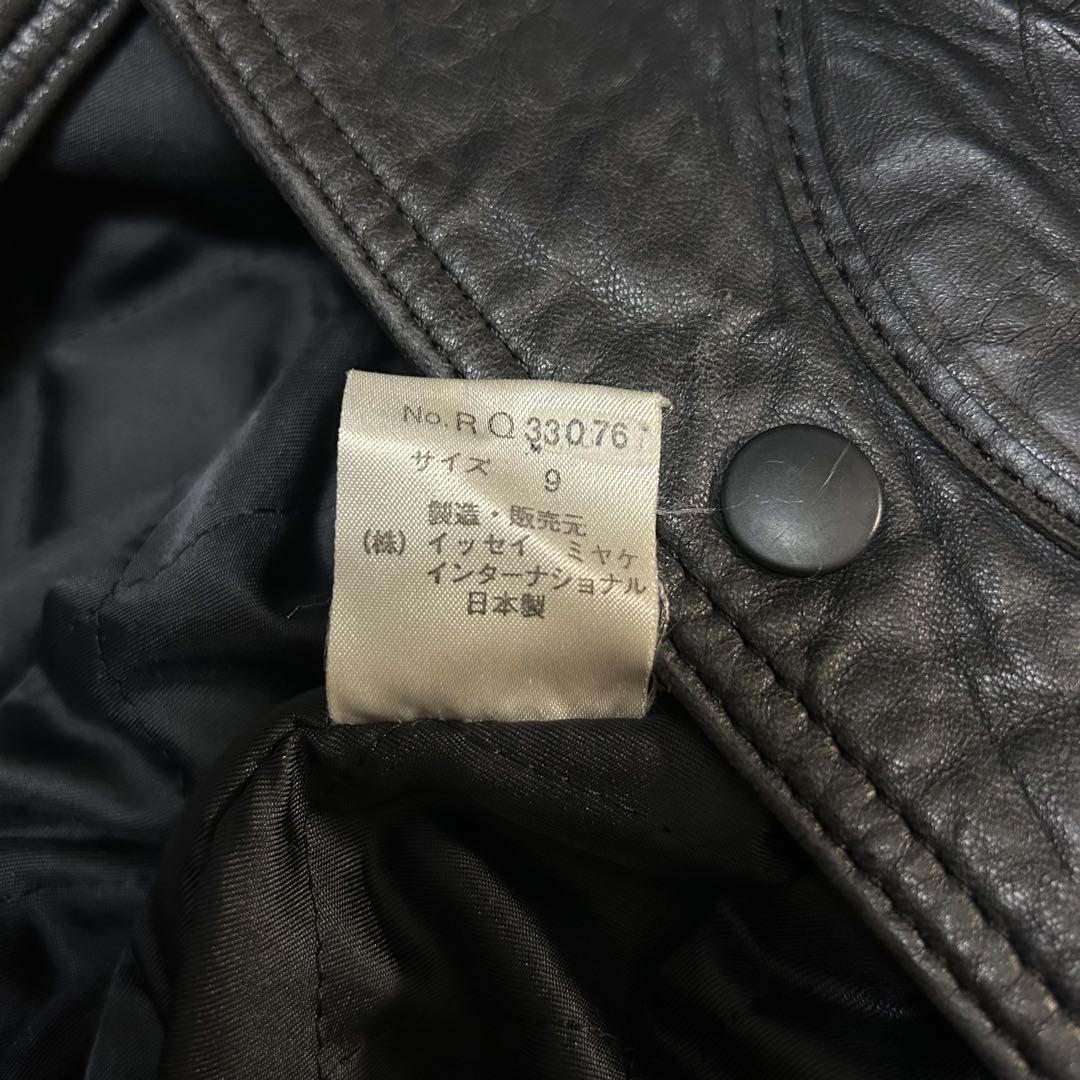 No. R Q 33076
サイズ 9
製造・販売元
(株) イッセイ ミヤケ
インターナショナル
日本製